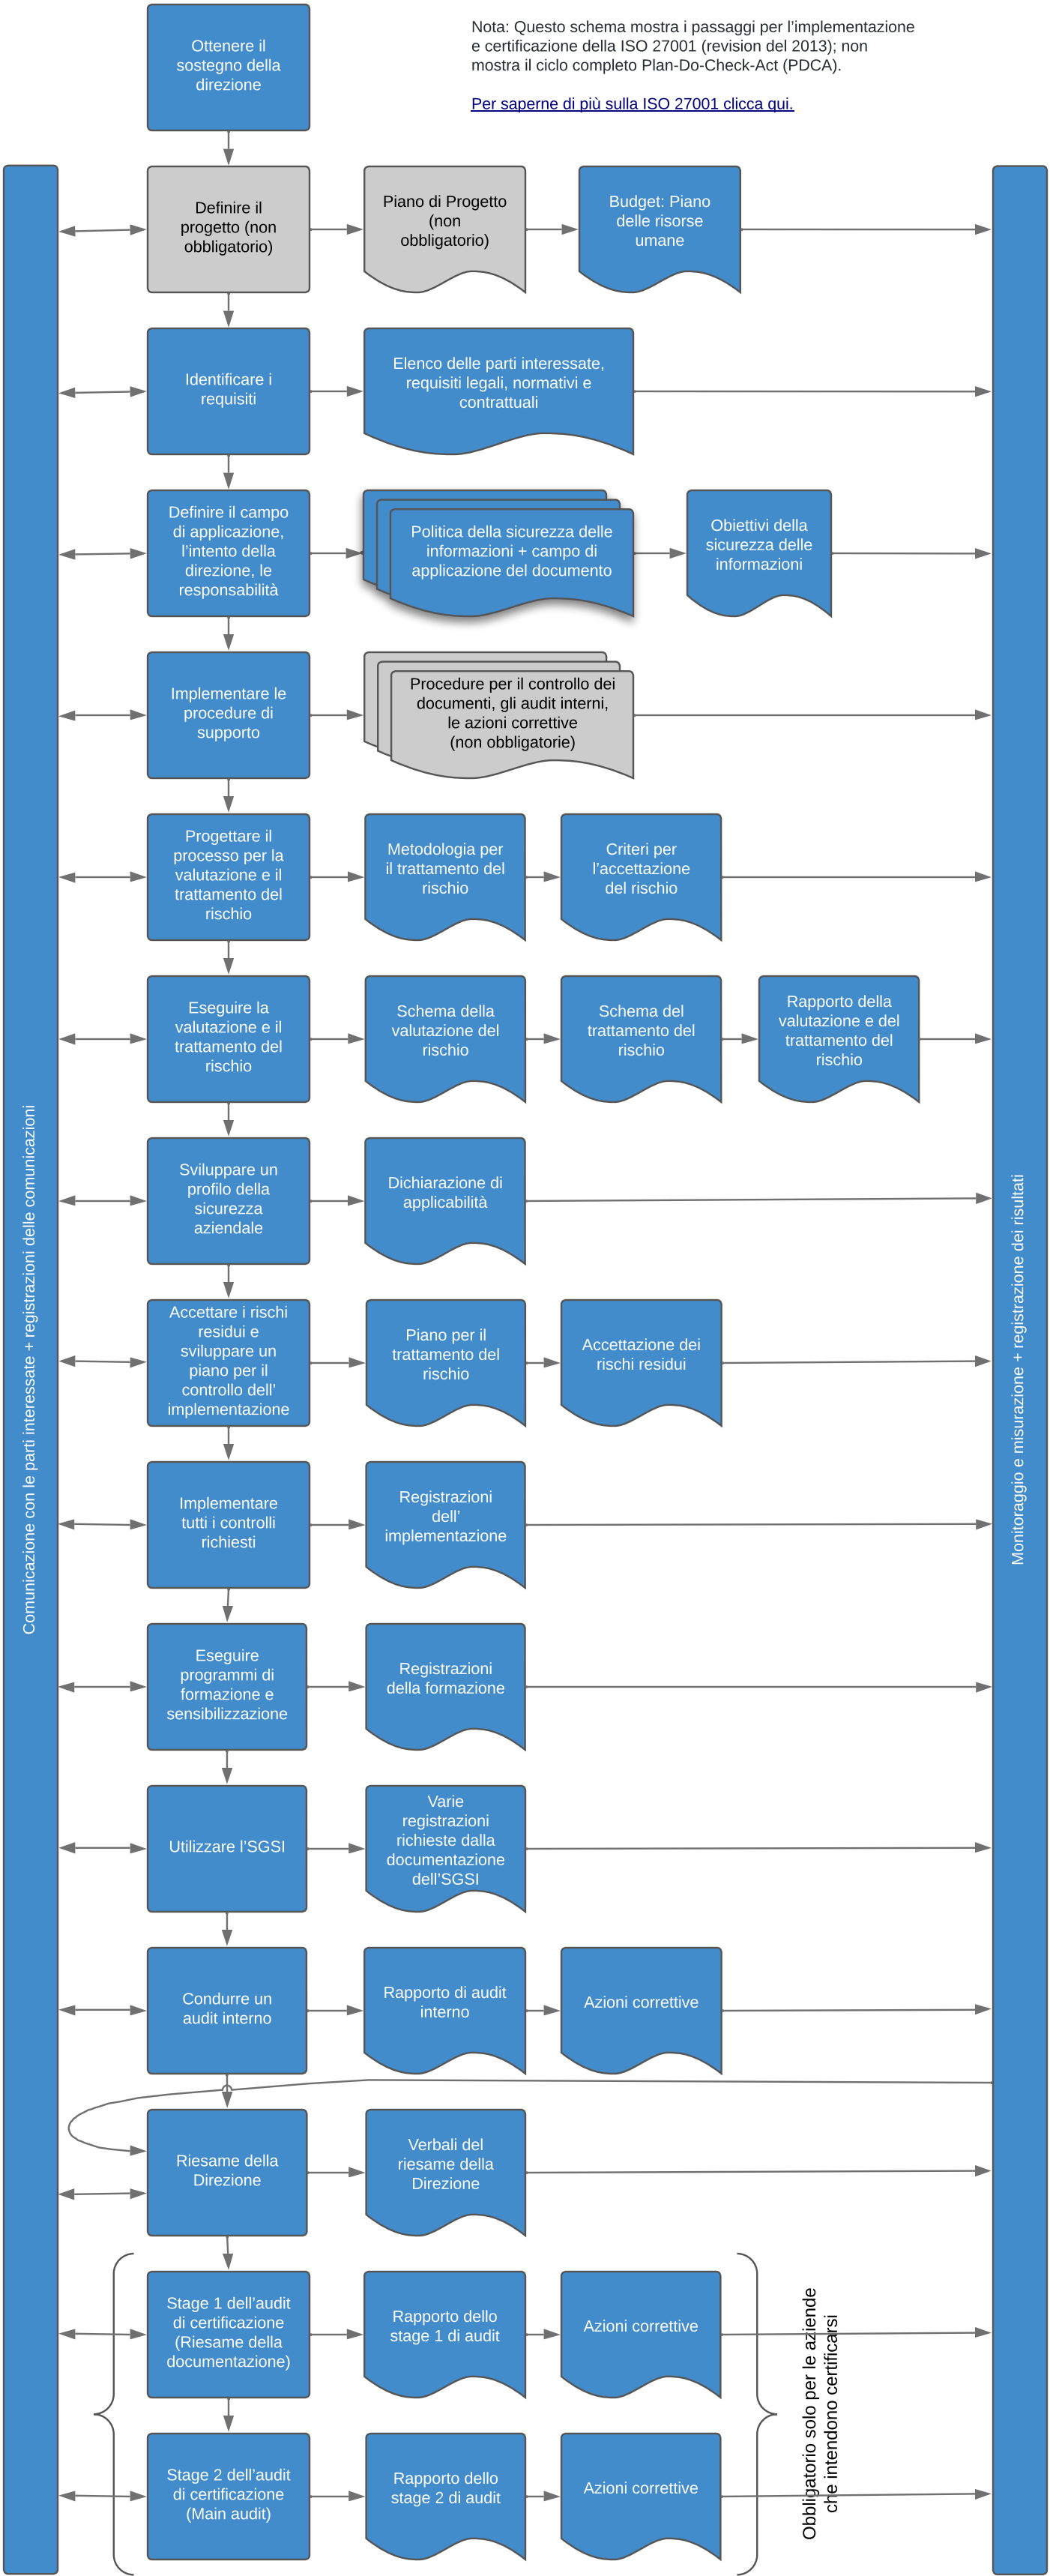 Ottenere il
sostegno della
direzione
Nota: Questo schema mostra i passaggi per l’implementazione
e certificazione della ISO 27001 (revision del 2013); non
mostra il ciclo completo Plan-Do-Check-Act (PDCA).
Per saperne di più sulla ISO 27001 clicca qui.
Comunicazione con le parti interessate + registrazioni delle comunicazioni
Definire il
progetto (non
obbligatorio)
Piano di Progetto
(non
obbligatorio)
Budget: Piano
delle risorse
umane
Identificare i
requisiti
Elenco delle parti interessate,
requisiti legali, normativi e
contrattuali
Definire il campo
di applicazione,
l’intento della
direzione, le
responsabilità
Politica della sicurezza delle
informazioni + campo di
applicazione del documento
Obiettivi della
sicurezza delle
informazioni
Implementare le
procedure di
supporto
Procedure per il controllo dei
documenti, gli audit interni,
le azioni correttive
(non obbligatorie)
Progettare il
processo per la
valutazione e il
trattamento del
rischio
Metodologia per
il trattamento del
rischio
Criteri per
l’accettazione
del rischio
Eseguire la
valutazione e il
trattamento del
rischio
Schema della
valutazione del
rischio
Schema del
trattamento del
rischio
Rapporto della
valutazione e del
trattamento del
rischio
Sviluppare un
profilo della
sicurezza
aziendale
Dichiarazione di
applicabilità
Accettare i rischi
residui e
sviluppare un
piano per il
controllo dell’
implementazione
Piano per il
trattamento del
rischio
Accettazione dei
rischi residui
Implementare
tutti i controlli
richiesti
Registrazioni
dell’
implementazione
Eseguire
programmi di
formazione e
sensibilizzazione
Registrazioni
della formazione
Utilizzare l’SGSI
Varie
registrazioni
richieste dalla
documentazione
dell’SGSI
Condurre un
audit interno
Rapporto di audit
interno
Azioni correttive
Riesame della
Direzione
Verbali del
riesame della
Direzione
Stage 1 dell’audit
di certificazione
(Riesame della
documentazione)
Rapporto dello
stage 1 di audit
Azioni correttive
Stage 2 dell’audit
di certificazione
(Main audit)
Rapporto dello
stage 2 di audit
Azioni correttive
Obbligatorio solo per le aziende
che intendono certificarsi
Monitoraggio e misurazione + registrazione dei risultati